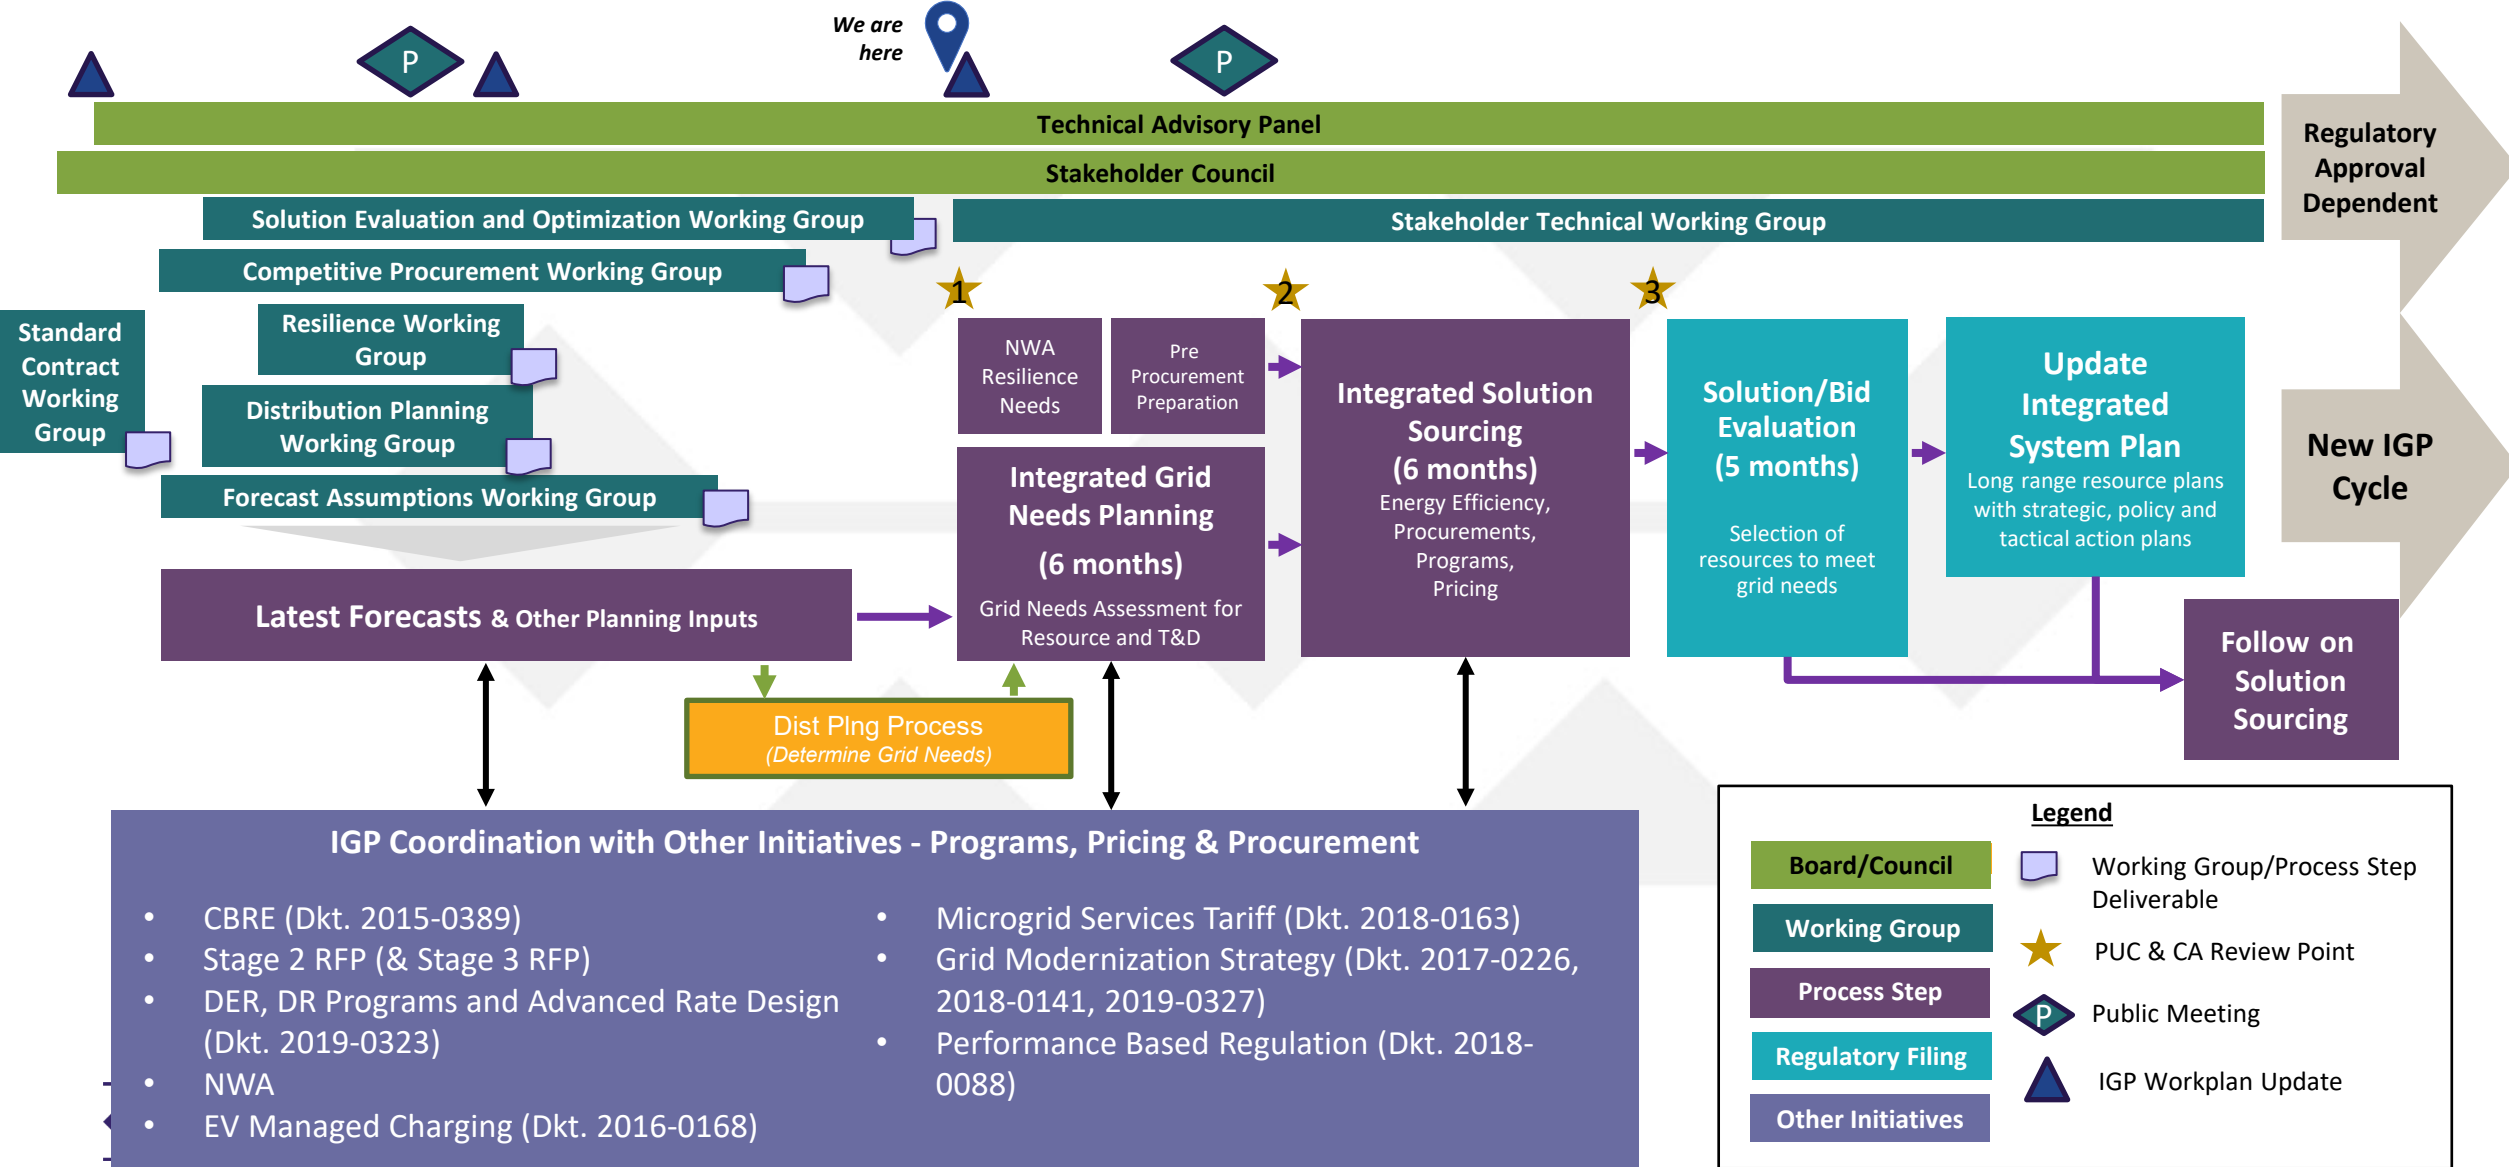 We are
here
P
P
Technical Advisory Panel
Stakeholder Council
Solution Evaluation and Optimization Working Group
Stakeholder Technical Working Group
Competitive Procurement Working Group
Standard
Contract
Working
Group
Resilience Working
Group
Distribution Planning
Working Group
Forecast Assumptions Working Group
Latest Forecasts & Other Planning Inputs
1
2
3
NWA
Resilience
Needs
Pre
Procurement
Preparation
Integrated Grid
Needs Planning
(6 months)
Grid Needs Assessment for
Resource and T&D
Integrated Solution
Sourcing
(6 months)
Energy Efficiency,
Procurements,
Programs,
Pricing
Solution/Bid
Evaluation
(5 months)
Selection of
resources to meet
grid needs
Update
Integrated
System Plan
Long range resource plans
with strategic, policy and
tactical action plans
Regulatory
Approval
Dependent
New IGP
Cycle
Follow on
Solution
Sourcing
Dist Plng Process
(Determine Grid Needs)
IGP Coordination with Other Initiatives - Programs, Pricing & Procurement
• CBRE (Dkt. 2015-0389)
• Stage 2 RFP (& Stage 3 RFP)
• DER, DR Programs and Advanced Rate Design
(Dkt. 2019-0323)
• NWA
• EV Managed Charging (Dkt. 2016-0168)
• Microgrid Services Tariff (Dkt. 2018-0163)
• Grid Modernization Strategy (Dkt. 2017-0226,
2018-0141, 2019-0327)
• Performance Based Regulation (Dkt. 2018-
0088)
Legend
Board/Council
Working Group
Process Step
Regulatory Filing
Other Initiatives
Working Group/Process Step
Deliverable
PUC & CA Review Point
P
Public Meeting
IGP Workplan Update